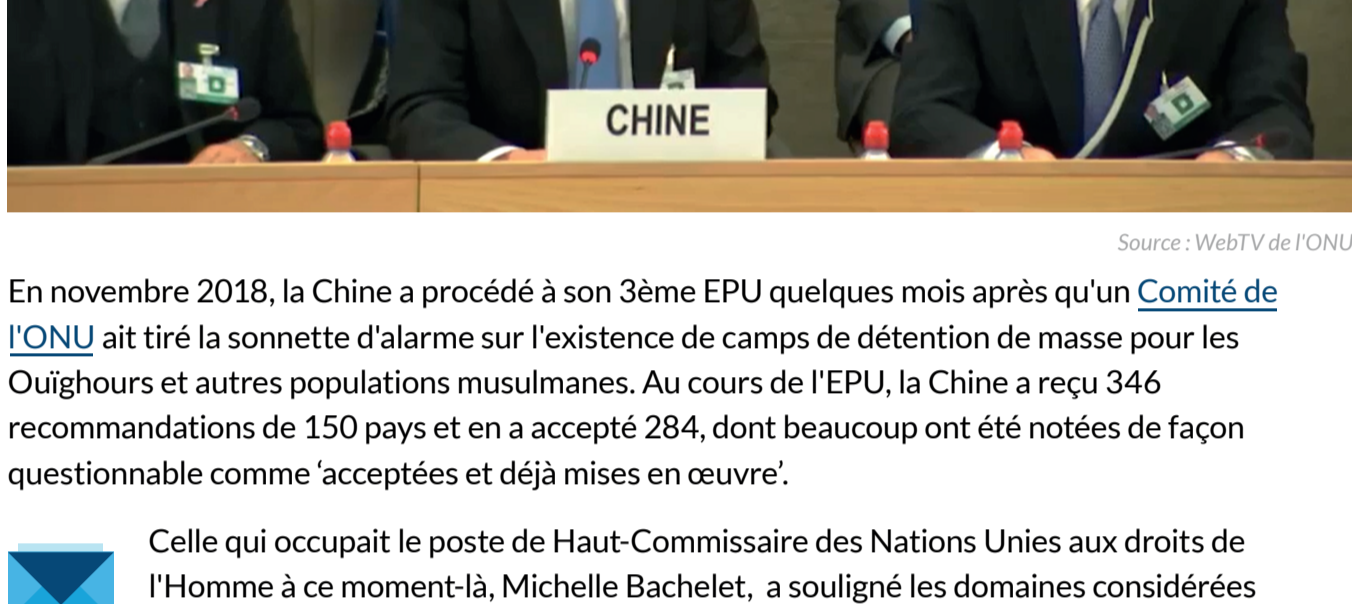 CHINE
Source : WebTV de l'ONU
En novembre 2018, la Chine a procédé à son 3ème EPU quelques mois après qu'un Comité de
l'ONU ait tiré la sonnette d'alarme sur l'existence de camps de détention de masse pour les
Ouïghours et autres populations musulmanes. Au cours de l'EPU, la Chine a reçu 346
recommandations de 150 pays et en a accepté 284, dont beaucoup ont été notées de façon
questionnable comme ‘acceptées et déjà mises en œuvre’.
Celle qui occupait le poste de Haut-Commissaire des Nations Unies aux droits de
l'Homme à ce moment-là, Michelle Bachelet, a souligné les domaines considérées